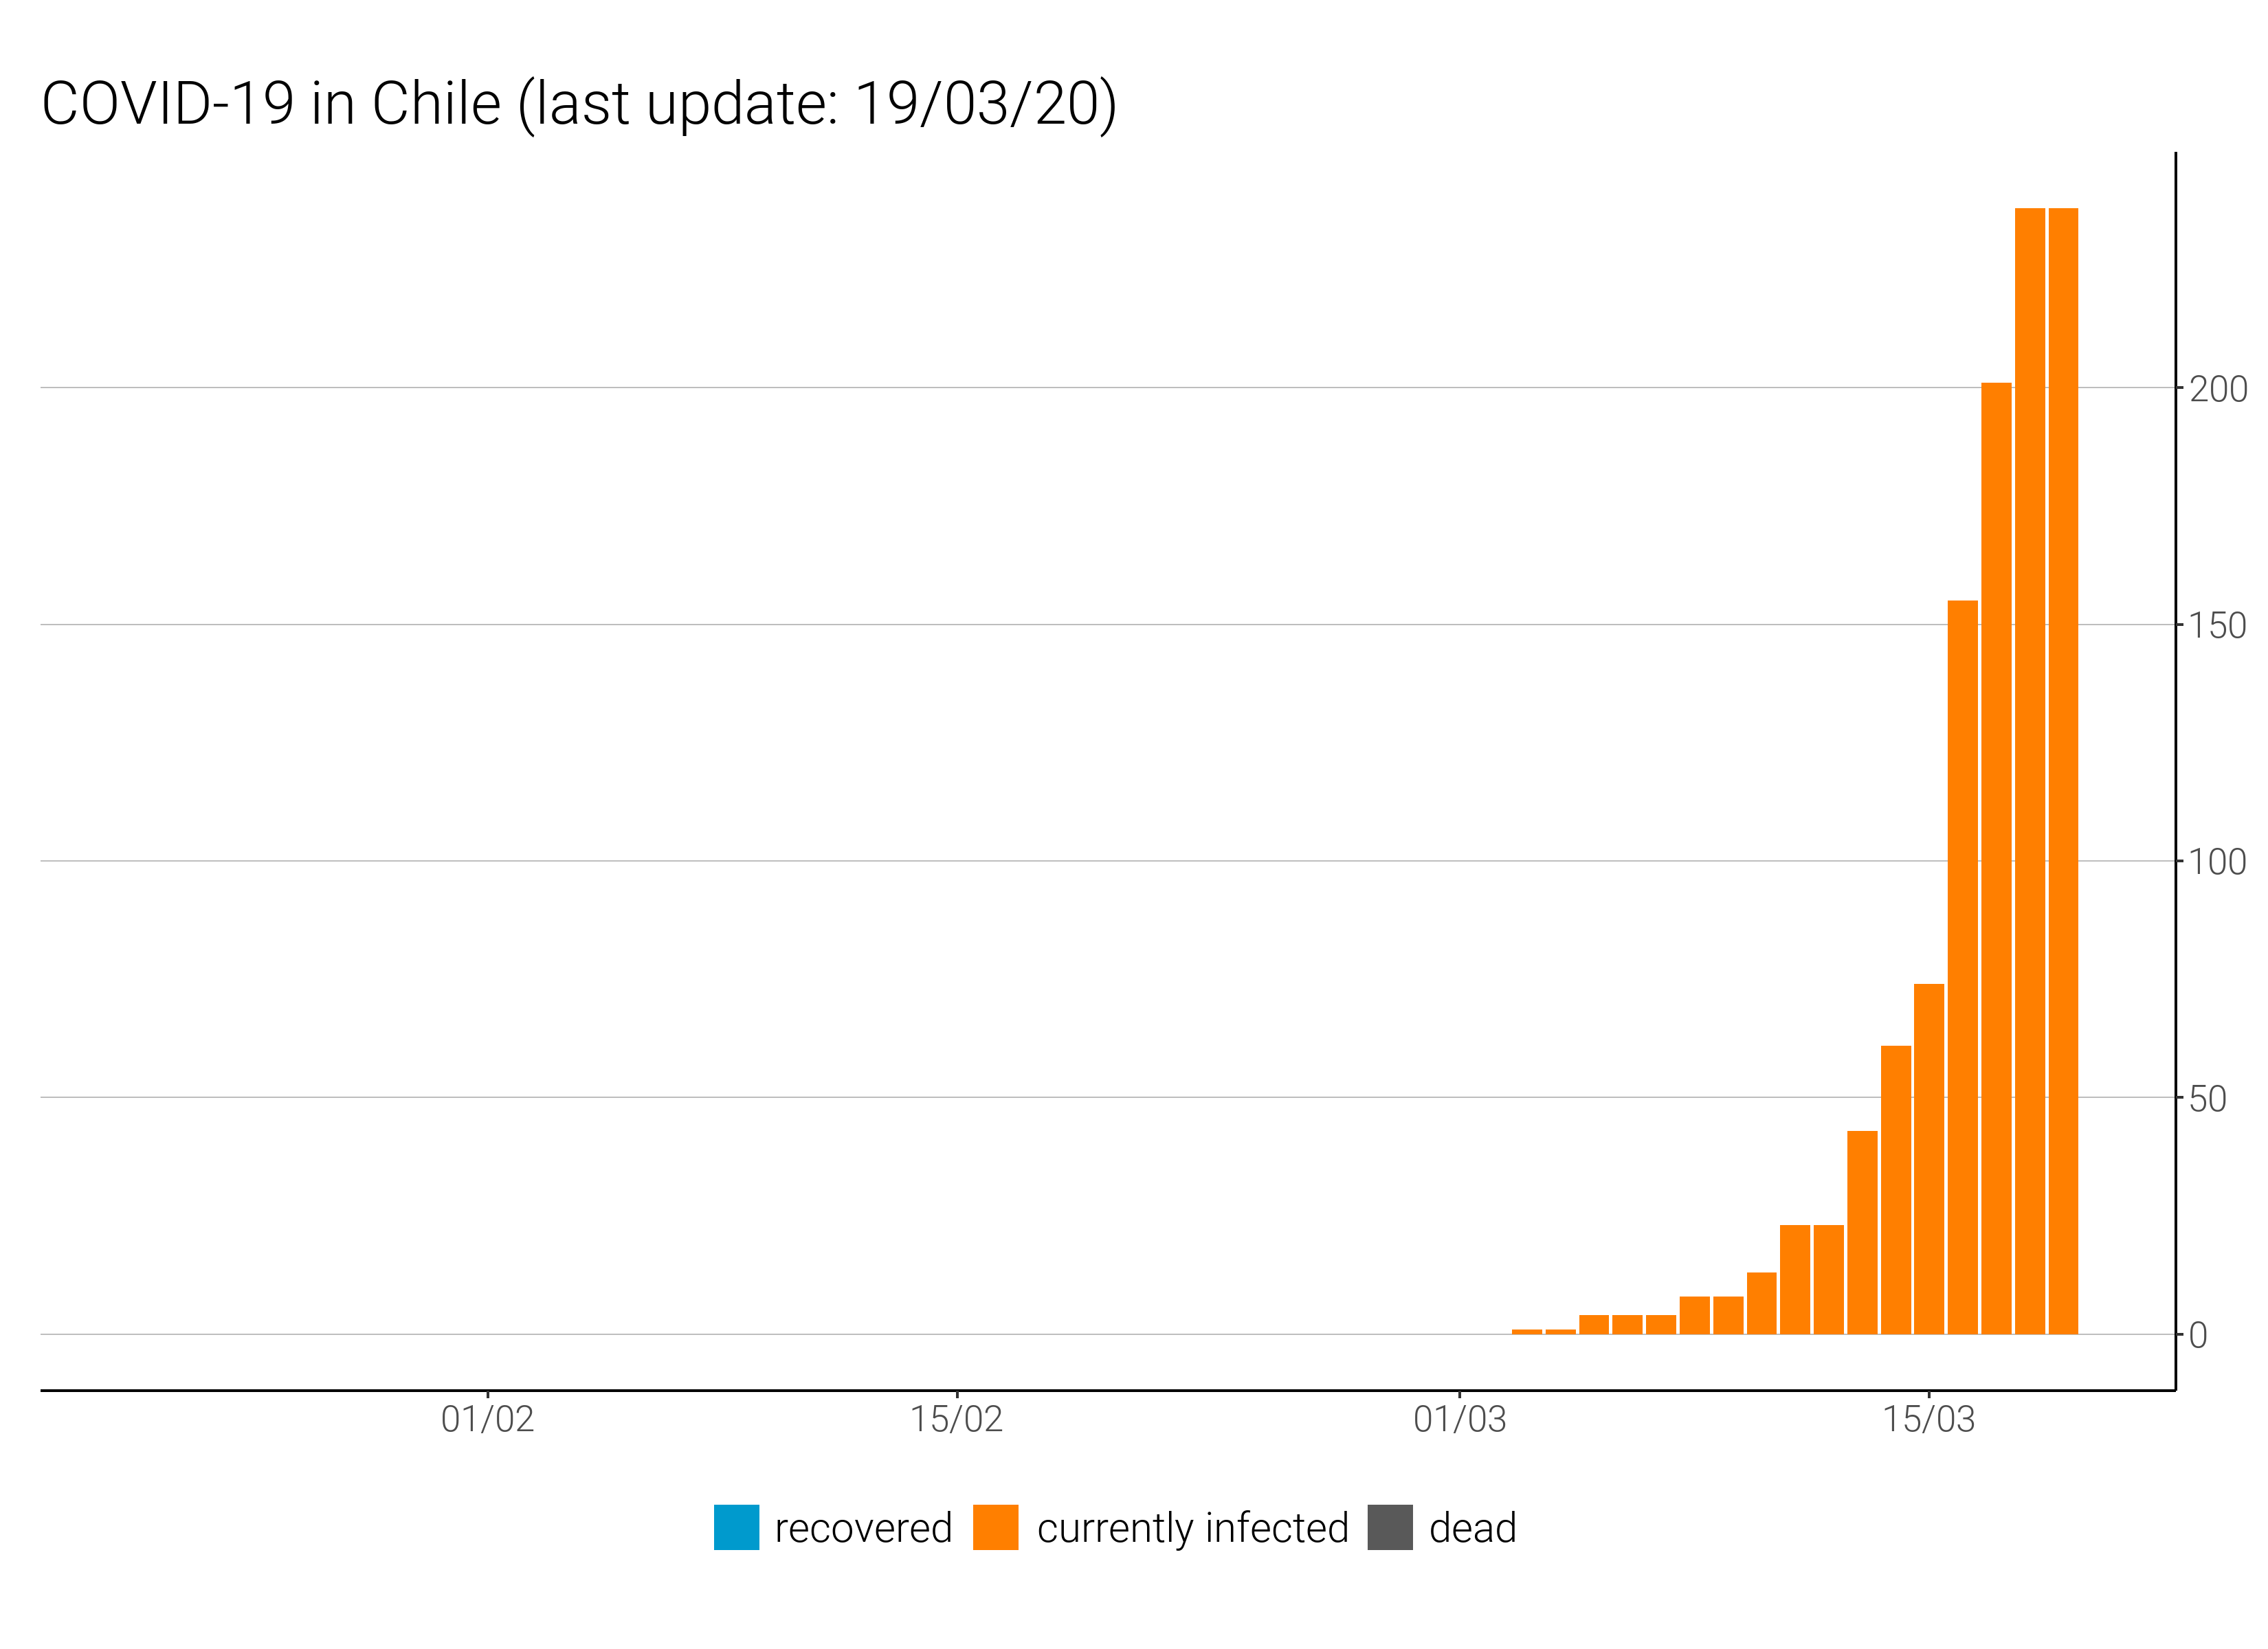 COVID-19 in Chile (last update: 19/03/20)
200
150
100
50
0
01/02 15/02 01/03 15/03
recovered currently infected dead